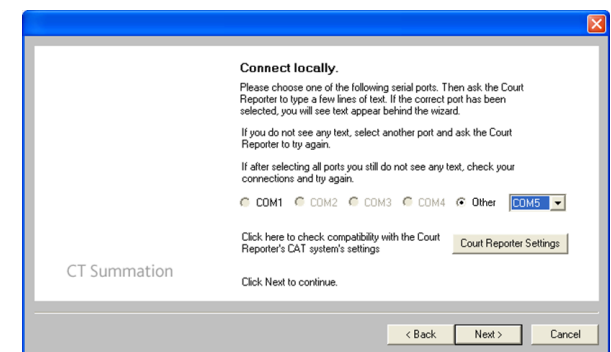 Connect locally.
Please choose one of the following serial ports. Then ask the Court
Reporter to type a few lines of text. If the correct port has been
selected, you will see text appear behind the wizard.
If you do not see any text, select another port and ask the Court
Reporter to try again.
If after selecting all ports you still do not see any text, check your
connections and try again.
COM1 COM2 COM3 COM4 Other COM5
Click here to check compatibility with the Court
Reporter's CAT system's settings
Court Reporter Settings
CT Summation
Click Next to continue.
< Back Next > Cancel